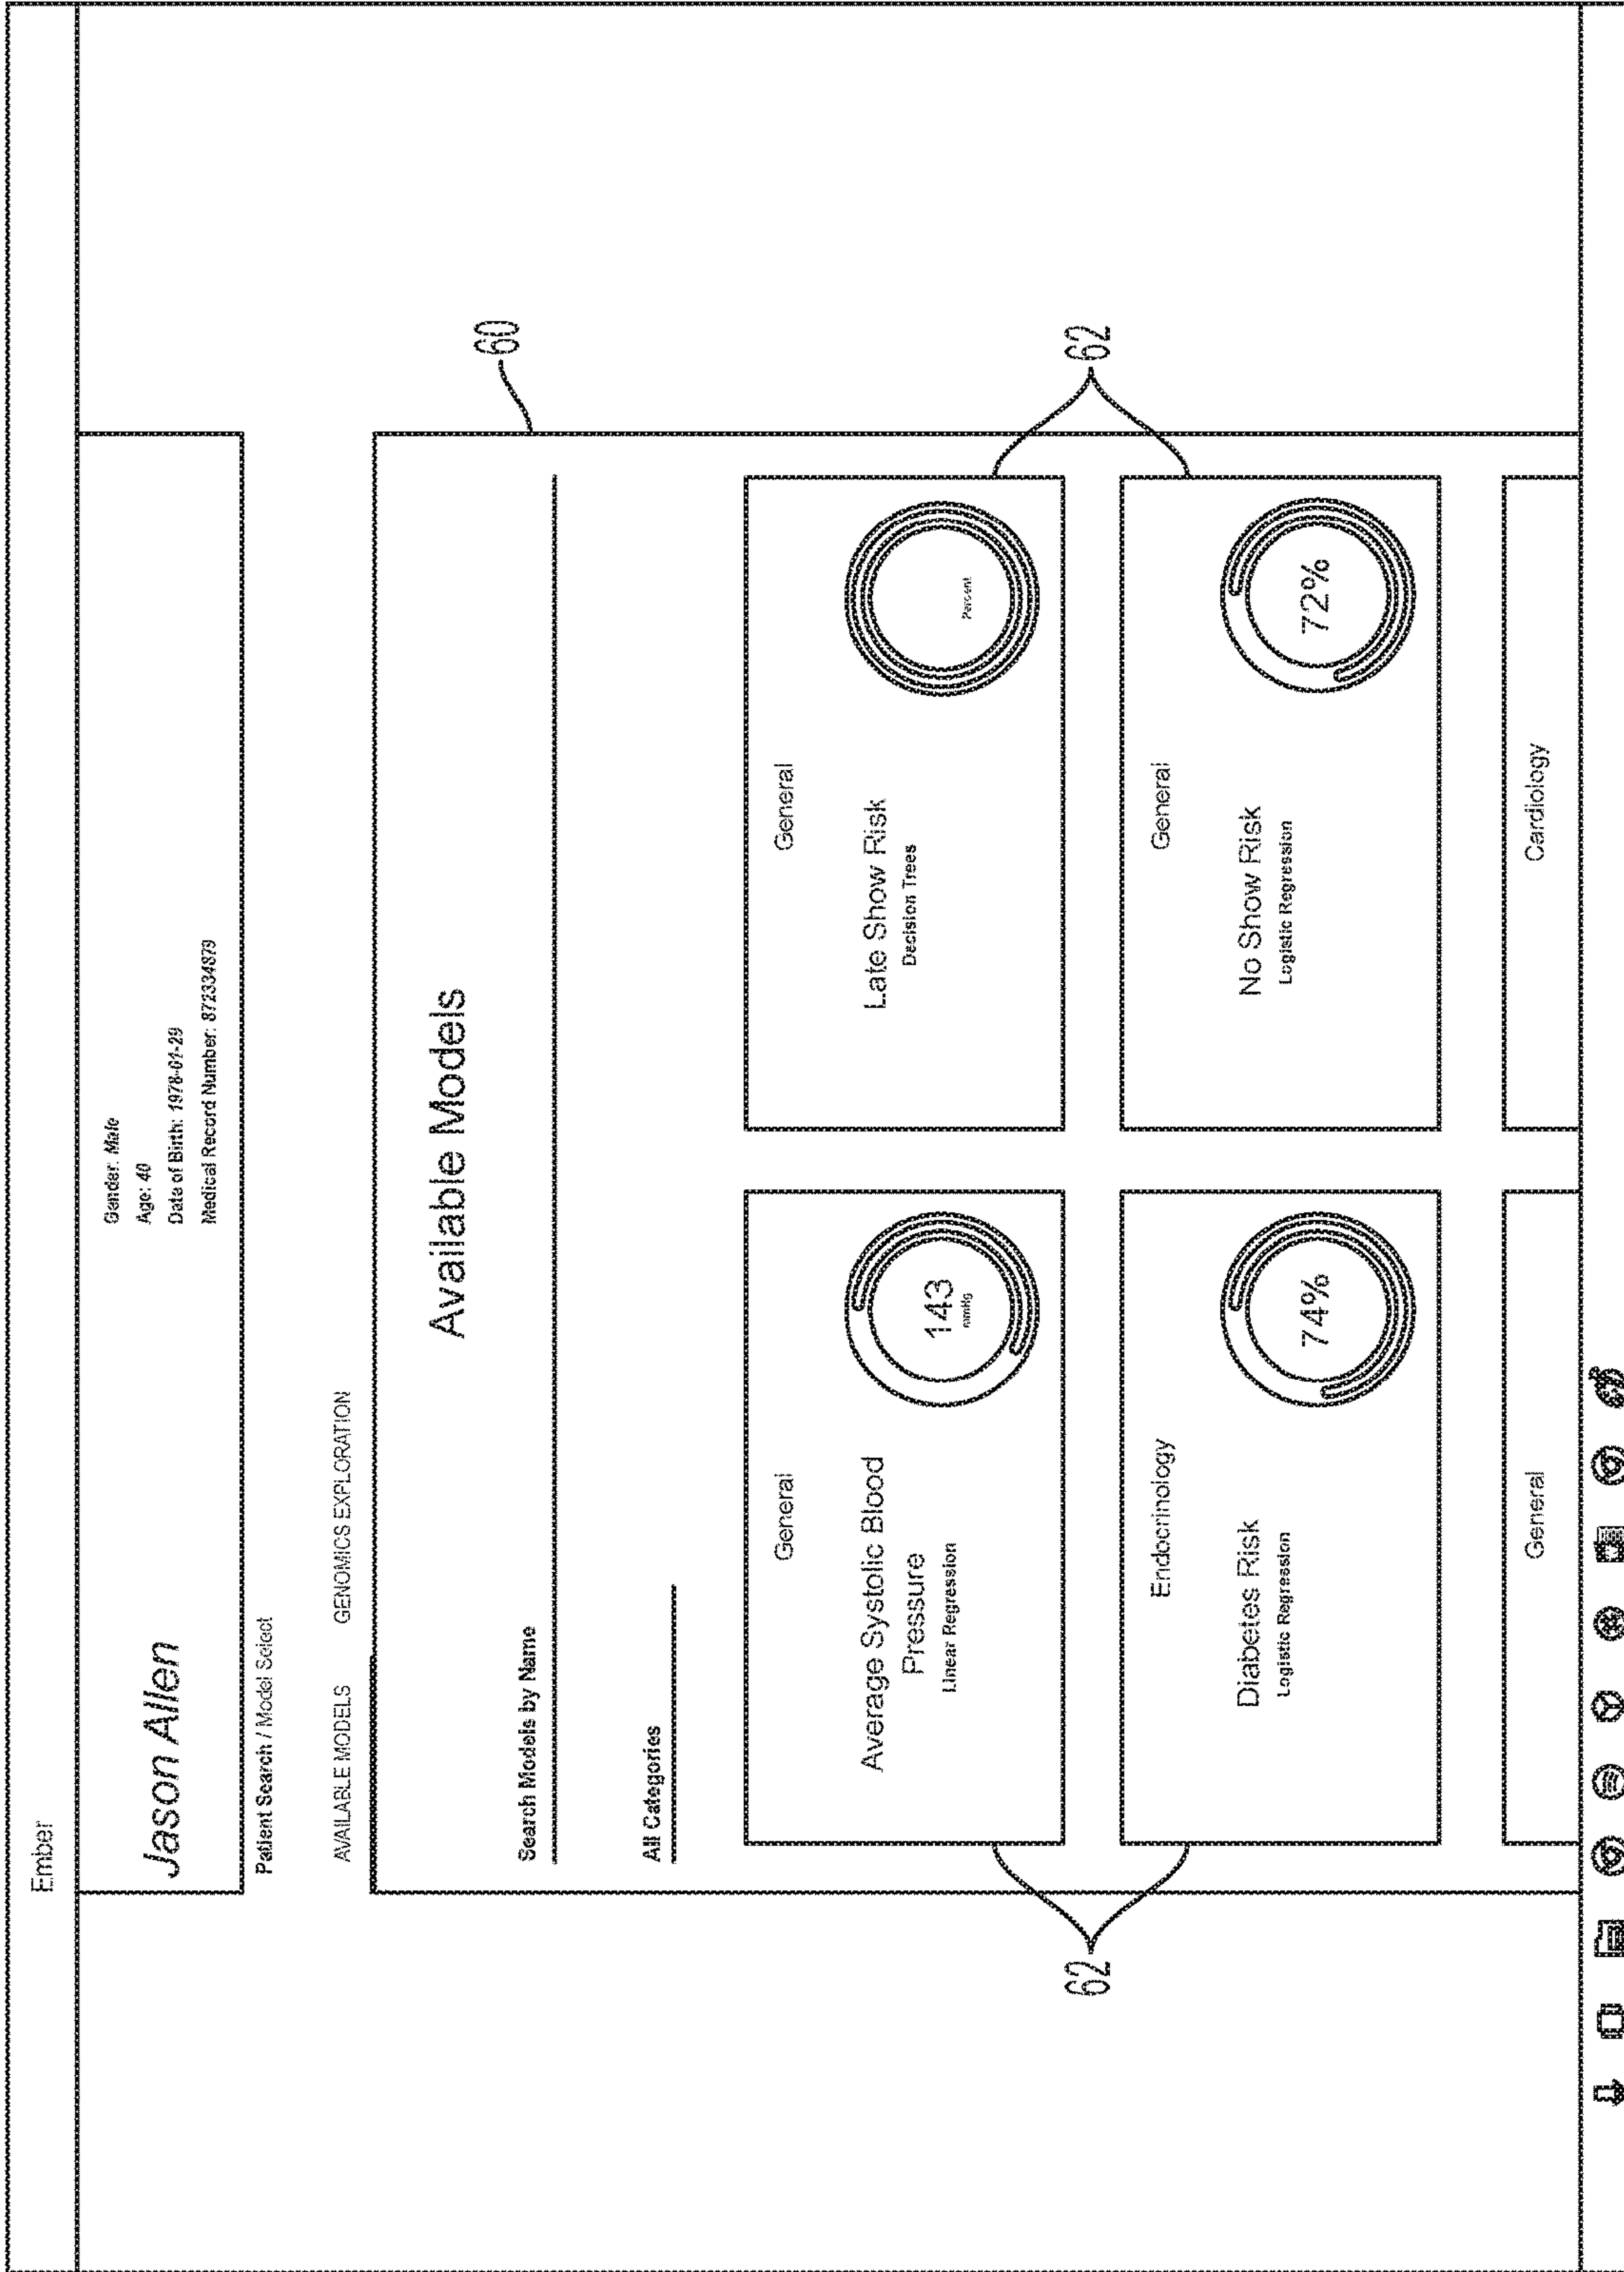 Ember
Jason Allen
Gender: Male
Age: 40
Date of Birth: 1978-01-29
Medical Record Number: 872334879
Patient Search / Model Select
AVAILABLE MODELS GENOMICS EXPLORATION
Available Models
60
Search Models by Name
All Categories
General
Average Systolic Blood
Pressure
Linear Regression
143
mmHg
General
Late Show Risk
Decision Trees
Percent
62
62
Endocrinology
Diabetes Risk
Logistic Regression
74%
General
No Show Risk
Logistic Regression
72%
General
Cardiology